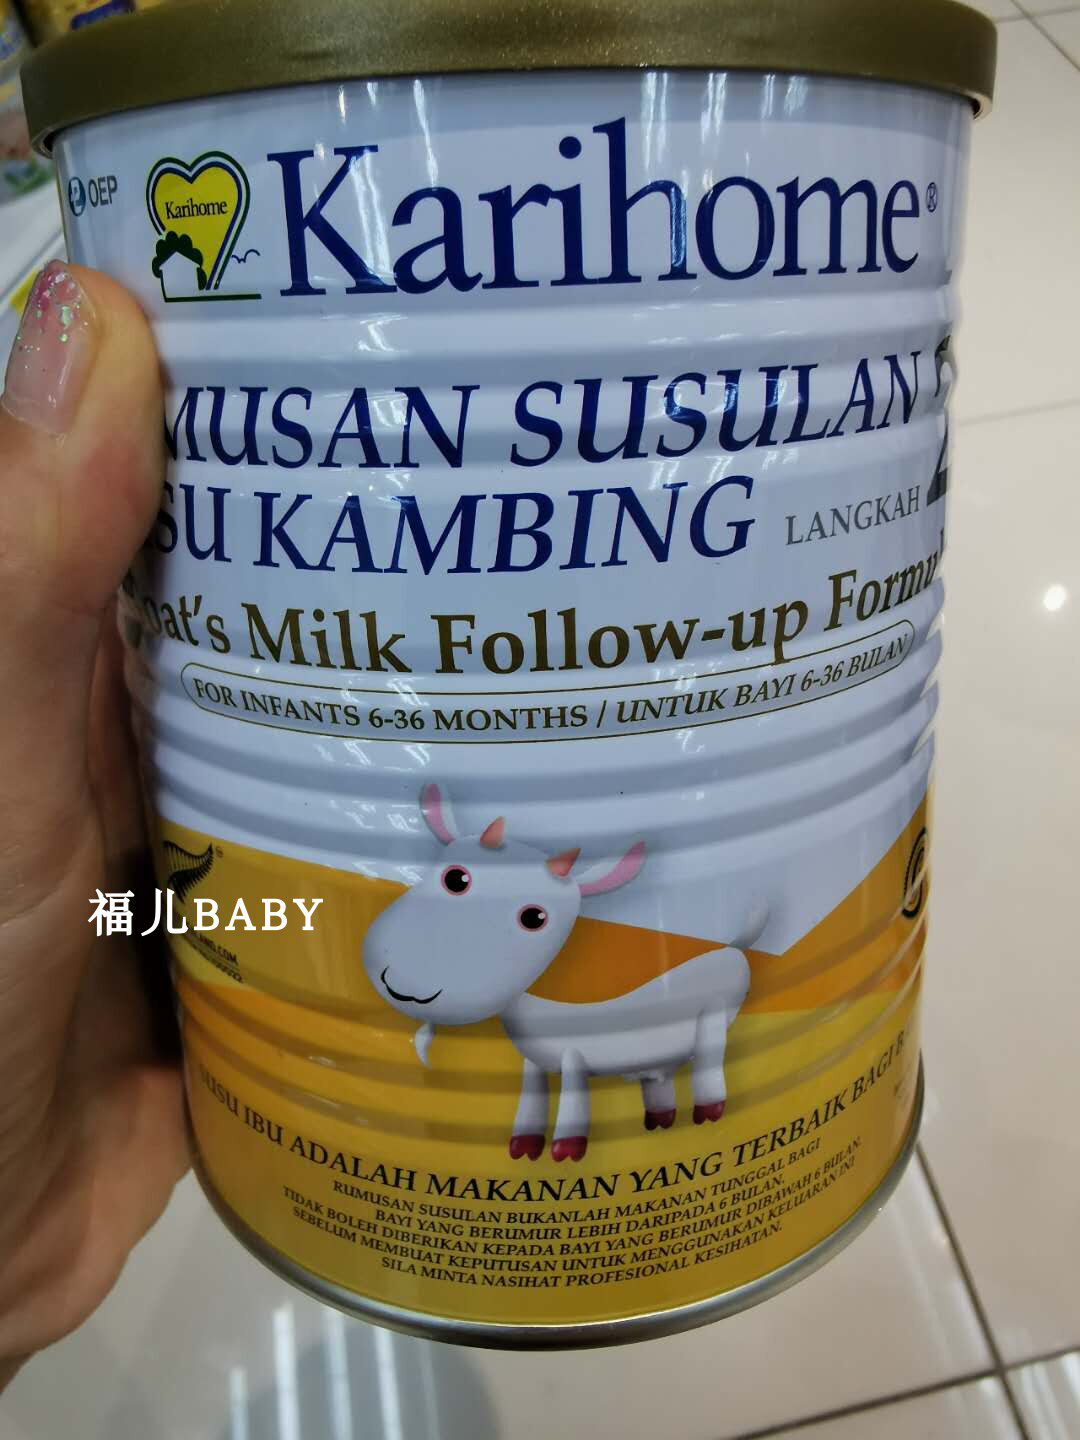 OEP
Karihome
Karihome®
MUSAN SUSULAN
SU KAMBING
LANGKAH 2
oat's Milk Follow-up Formu
FOR INFANTS 6-36 MONTHS / UNTUK BAYI 6-36 BULAN
福儿BABY
SUSU IBU ADALAH MAKANAN YANG TERBAIK BAGI B
RUMUSAN SUSULAN BUKANLAH MAKANAN TUNGGAL BAGI
BAYI YANG BERUMUR LEBIH DARIPADA 6 BULAN.
TIDAK BOLEH DIBERIKAN KEPADA BAYI YANG BERUMUR DIBAWAH 6 BULAN.
SEBELUM MEMBUAT KEPUTUSAN UNTUK MENGGUNAKAN KELUARAN INI
SILA MINTA NASIHAT PROFESIONAL KESIHATAN.